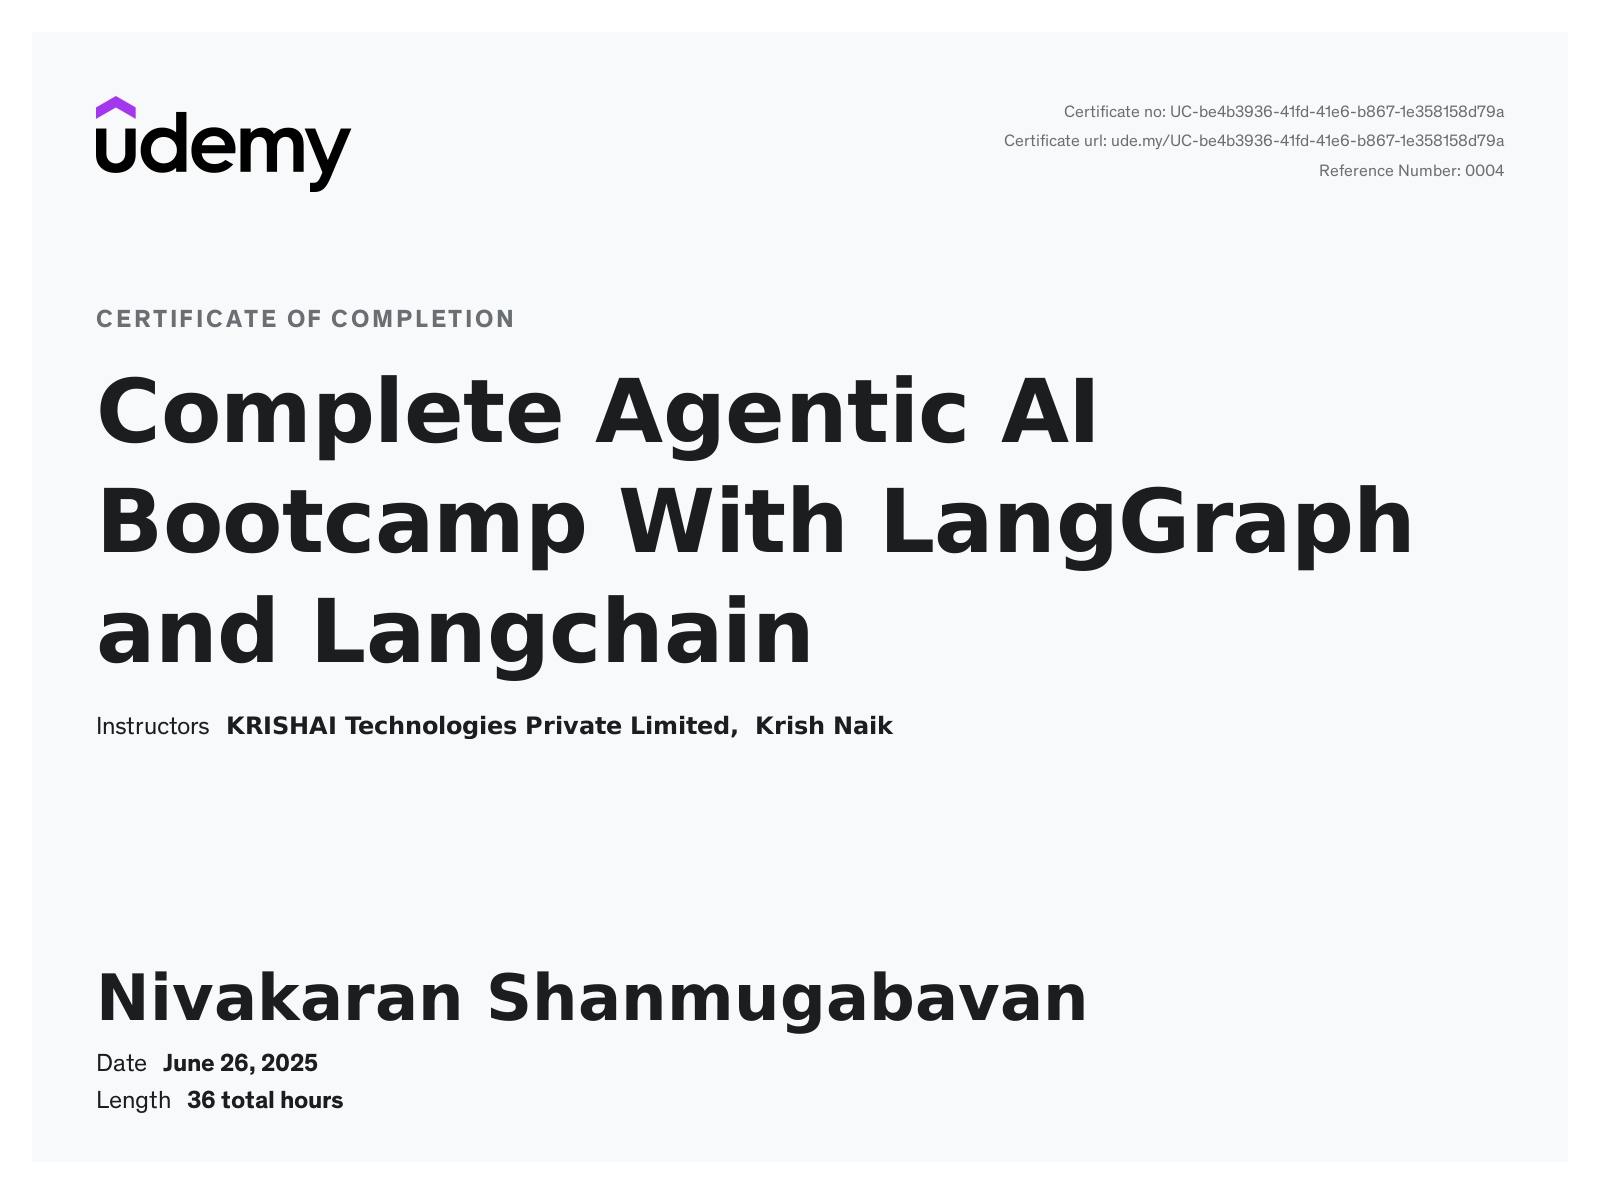 udemy
Certificate no: UC-be4b3936-41fd-41e6-b867-1e358158d79a
Certificate url: ude.my/UC-be4b3936-41fd-41e6-b867-1e358158d79a
Reference Number: 0004
CERTIFICATE OF COMPLETION
Complete Agentic AI
Bootcamp With LangGraph
and Langchain
Instructors KRISHAI Technologies Private Limited, Krish Naik
Nivakaran Shanmugabavan
Date June 26, 2025
Length 36 total hours